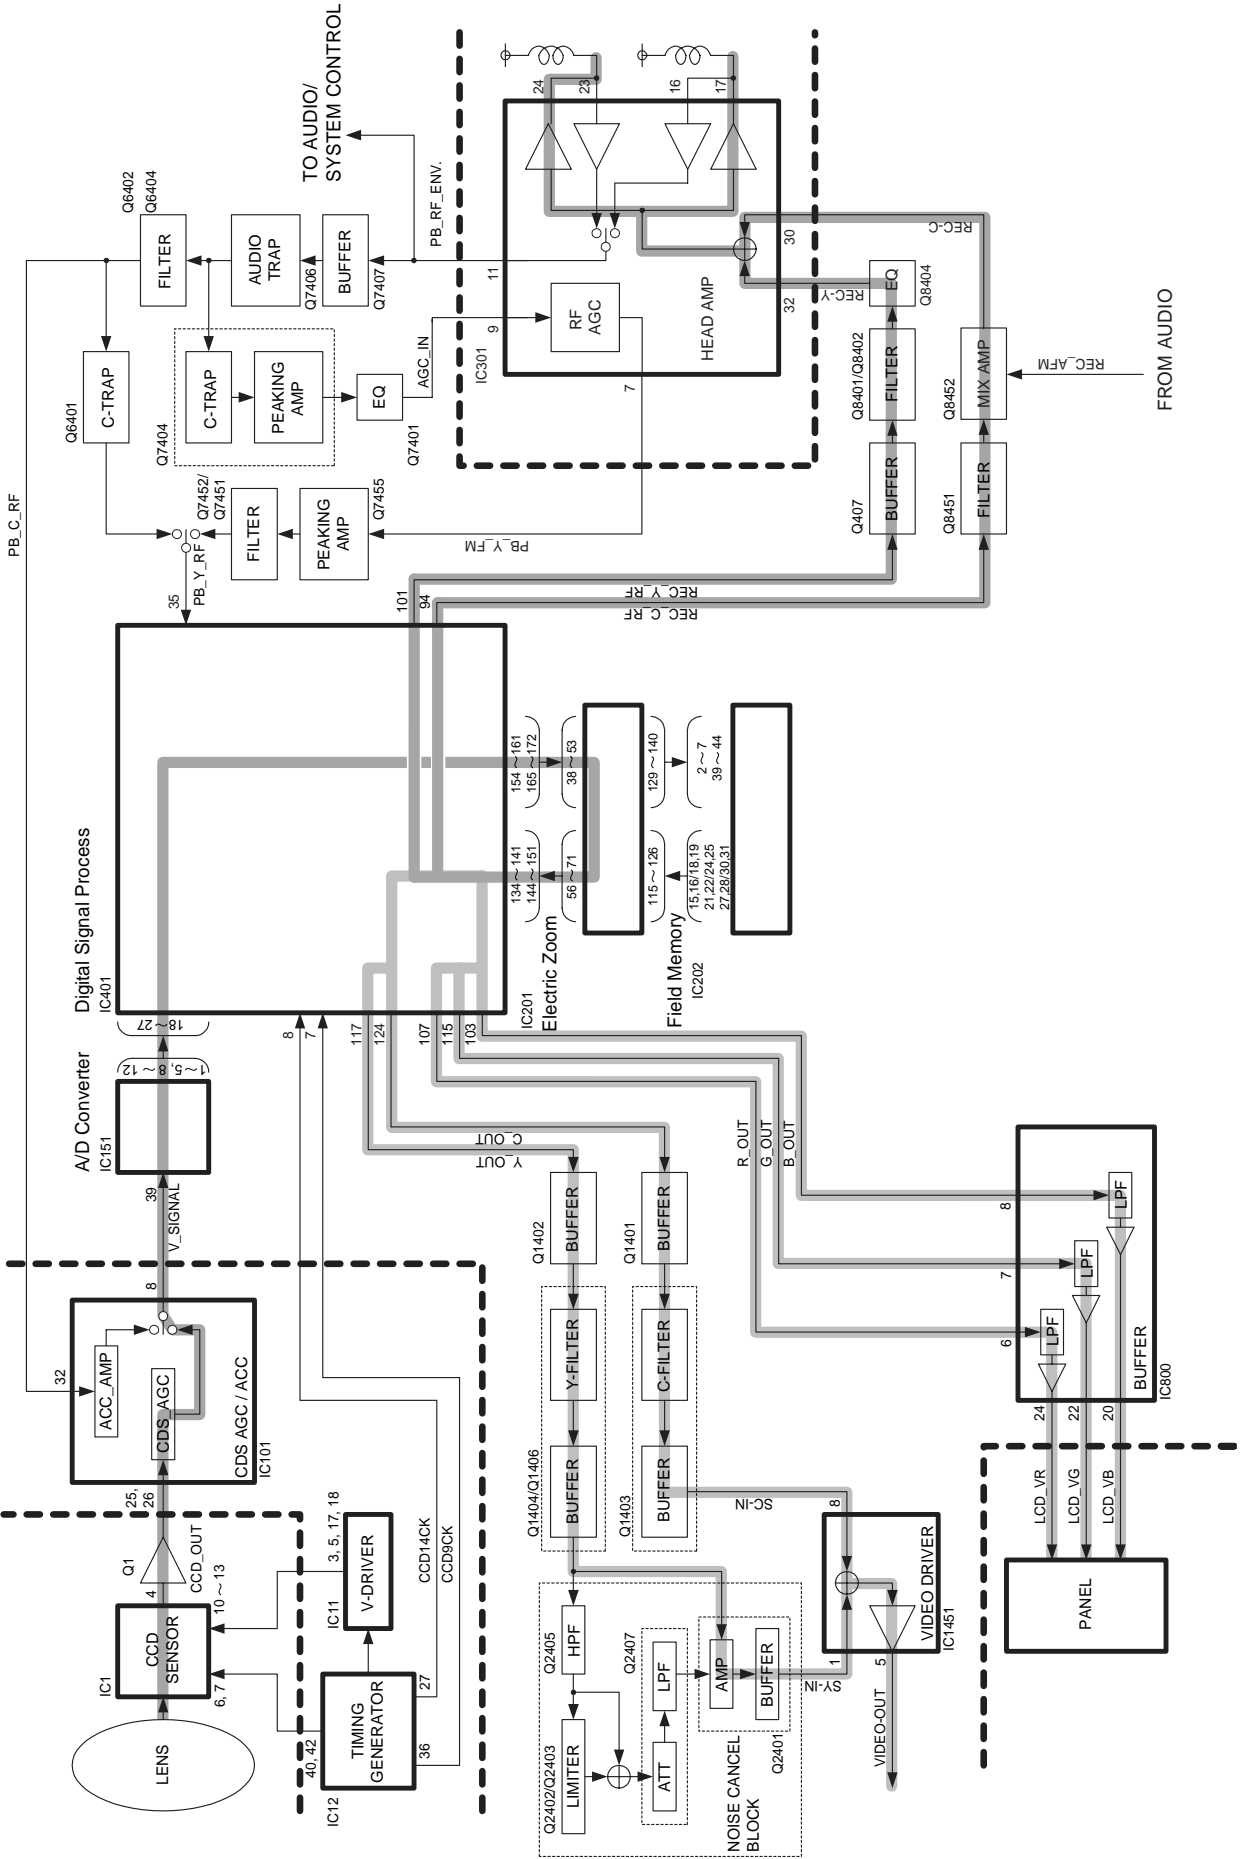 LENS
IC1
CCD
SENSOR
6, 7
10～13
4
Q1
CCD_OUT
25,
26
IC12
TIMING
GENERATOR
40, 42
36
27
IC11
V-DRIVER
3, 5, 17, 18
CCD14CK
CCD9CK
CDS AGC / ACC
IC101
CDS_AGC
ACC_AMP
32
8
V_SIGNAL
39
A/D Converter
IC151
1～5, 8～12
18～27
Digital Signal Process
IC401
8
7
117
124
107
115
103
35
101
94
PB_C_RF
PB_Y_RF
Q6401
C-TRAP
Q7404
C-TRAP
PEAKING
AMP
EQ
Q7401
AGC_IN
Q7452/
Q7451
FILTER
PEAKING
AMP
Q7455
PB_Y_FM
Q6402
Q6404
FILTER
AUDIO
TRAP
Q7406
BUFFER
Q7407
PB_RF_ENV.
TO AUDIO/
SYSTEM CONTROL
IC301
HEAD AMP
RF
AGC
9
11
7
24
23
16
17
32
30
REC-Y
REC-C
REC_Y_RF
REC_C_RF
Q407
BUFFER
Q8401/Q8402
FILTER
EQ
Q8404
Q8451
FILTER
Q8452
MIX AMP
REC_AFM
FROM AUDIO
IC201
Electric Zoom
134～141
144～151
154～161
165～172
56～71
38～53
115～126
129～140
Field Memory
IC202
15,16/18,19
21,22/24,25
27,28/30,31
2～7
39～44
Y_OUT
C_OUT
Q1402
BUFFER
Q1401
BUFFER
Y-FILTER
C-FILTER
Q1404/Q1406
BUFFER
Q1403
BUFFER
SC-IN
R_OUT
G_OUT
B_OUT
NOISE CANCEL
BLOCK
Q2405
HPF
Q2402/Q2403
LIMITER
Q2407
ATT
LPF
AMP
BUFFER
Q2401
SY-IN
1
8
5
VIDEO DRIVER
IC1451
VIDEO-OUT
6
7
8
LPF
LPF
LPF
BUFFER
IC800
24
22
20
LCD_VR
LCD_VG
LCD_VB
PANEL